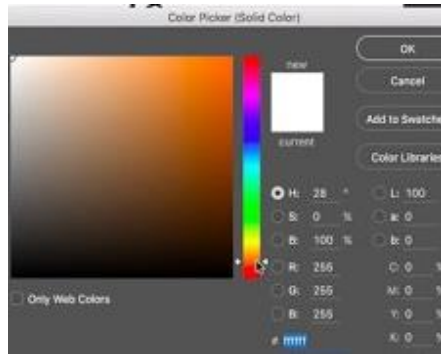 Color Picker (Solid Color)
new
current
OK
Cancel
Add to Swatche
Color Libraries
H: 28 °
S: 0 %
B: 100 %
R: 255
G: 255
B: 255
# ffffff
L: 100
a: 0
b: 0
C: 0 %
M: 0 %
Y: 0 %
K: 0 %
Only Web Colors